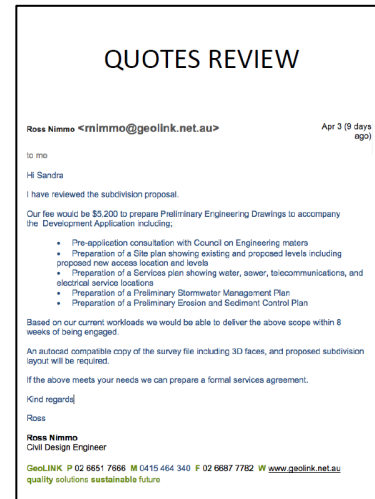 QUOTES REVIEW
Ross Nimmo <rnimmo@geolink.net.au>
Apr 3 (9 days
ago)
to me
Hi Sandra
I have reviewed the subdivision proposal.
Our fee would be $5,200 to prepare Preliminary Engineering Drawings to accompany
the Development Application including;
• Pre-application consultation with Council on Engineering maters
• Preparation of a Site plan showing existing and proposed levels including
proposed new access location and levels
• Preparation of a Services plan showing water, sewer, telecommunications, and
electrical service locations
• Preparation of a Preliminary Stormwater Management Plan
• Preparation of a Preliminary Erosion and Sediment Control Plan
Based on our current workloads we would be able to deliver the above scope within 8
weeks of being engaged.
An autocad compatible copy of the survey file including 3D faces, and proposed subdivision
layout will be required.
If the above meets your needs we can prepare a formal services agreement.
Kind regards
Ross
Ross Nimmo
Civil Design Engineer
GeoLINK P 02 6651 7666 M 0415 464 340 F 02 6687 7782 W www.geolink.net.au
quality solutions sustainable future